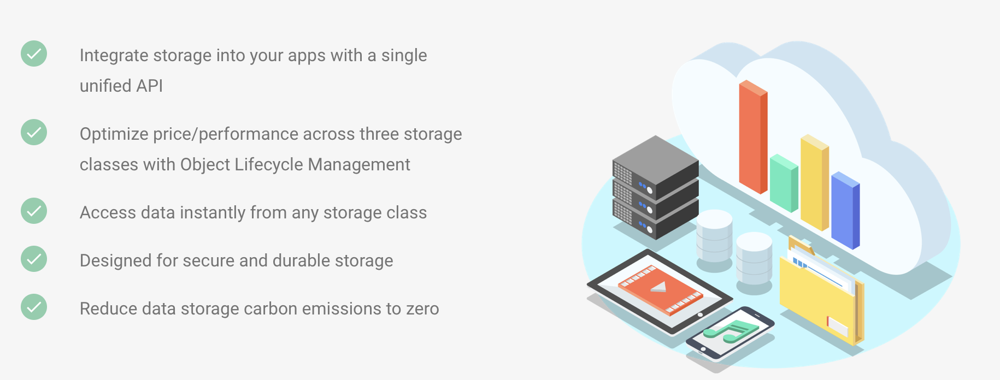 Integrate storage into your apps with a single
unified API
Optimize price/performance across three storage
classes with Object Lifecycle Management
Access data instantly from any storage class
Designed for secure and durable storage
Reduce data storage carbon emissions to zero